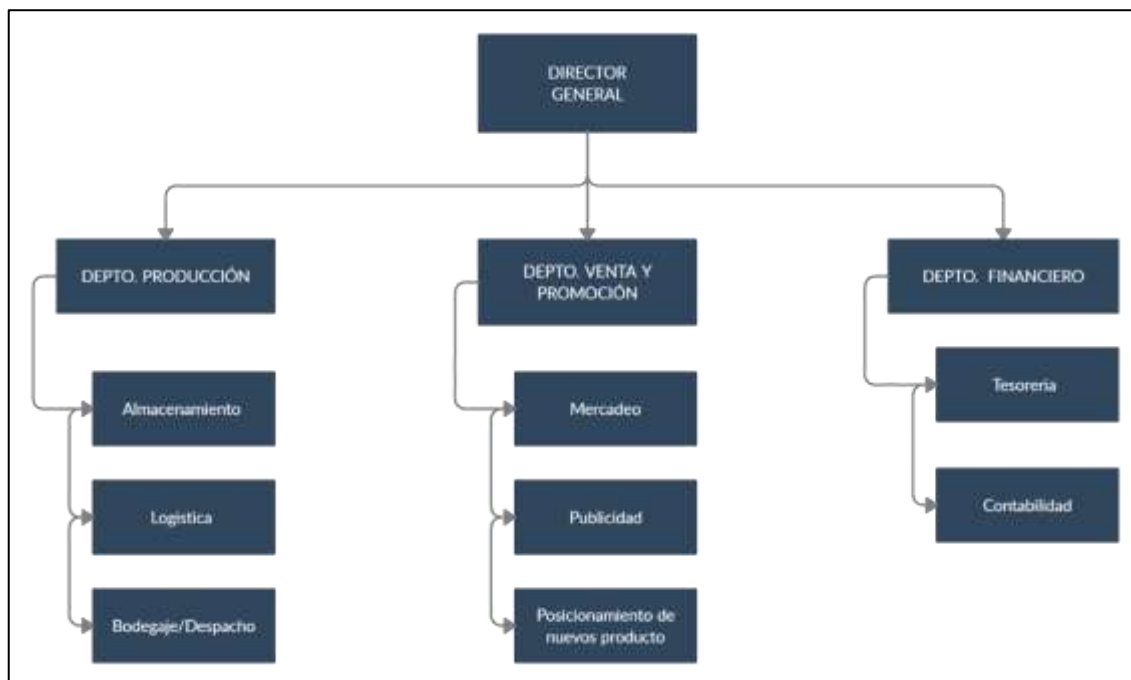 DIRECTOR
GENERAL
DEPTO. PRODUCCIÓN
DEPTO. VENTA Y
PROMOCIÓN
DEPTO. FINANCIERO
Almacenamiento
Logística
Bodegaje/Despacho
Mercadeo
Publicidad
Posicionamiento de
nuevos producto
Tesorería
Contabilidad